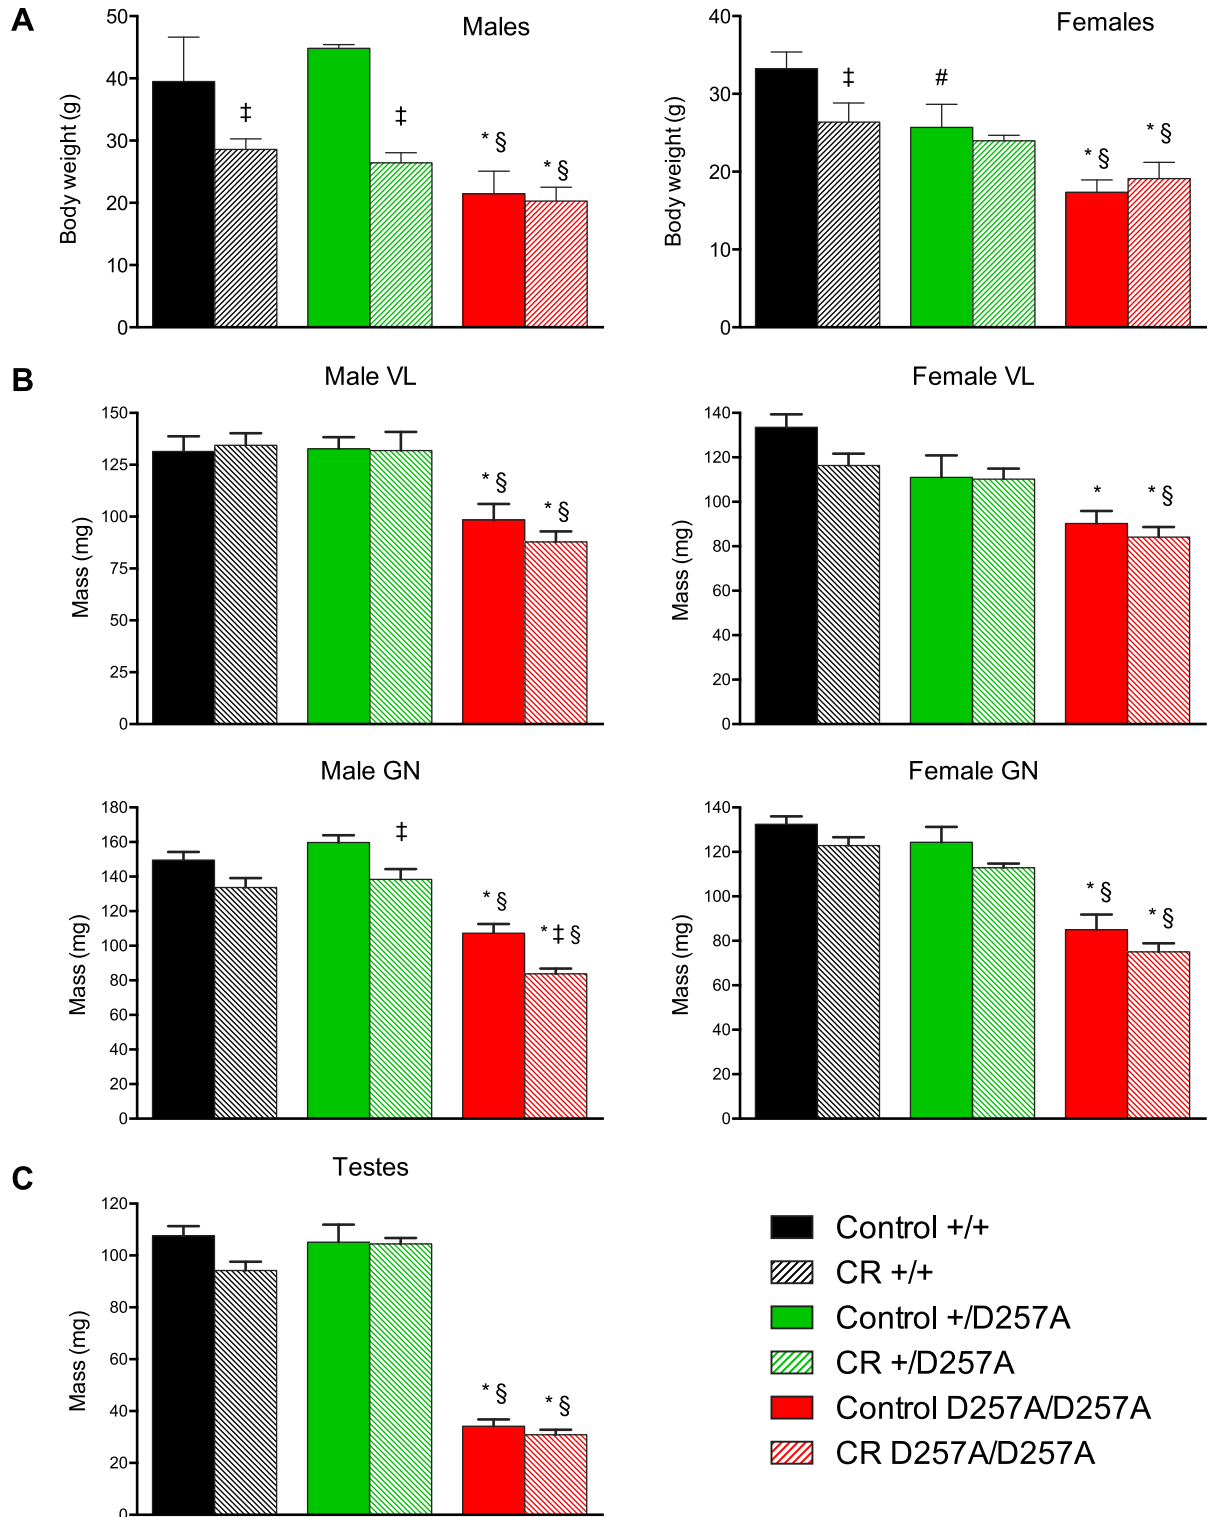 A
Males
Body weight (g)
50
40
30
20
10
0
‡
‡
* §
* §
Females
Body weight (g)
40
30
20
10
0
‡
#
* §
* §
B
Male VL
Mass (mg)
150
125
100
75
50
25
0
* §
* §
Female VL
Mass (mg)
140
120
100
80
60
40
20
0
*
* §
Male GN
Mass (mg)
180
160
140
120
100
80
60
40
20
0
‡
* §
* ‡ §
Female GN
Mass (mg)
140
120
100
80
60
40
20
0
* §
* §
C
Testes
Mass (mg)
120
100
80
60
40
20
0
* §
* §
Control +/+
CR +/+
Control +/D257A
CR +/D257A
Control D257A/D257A
CR D257A/D257A